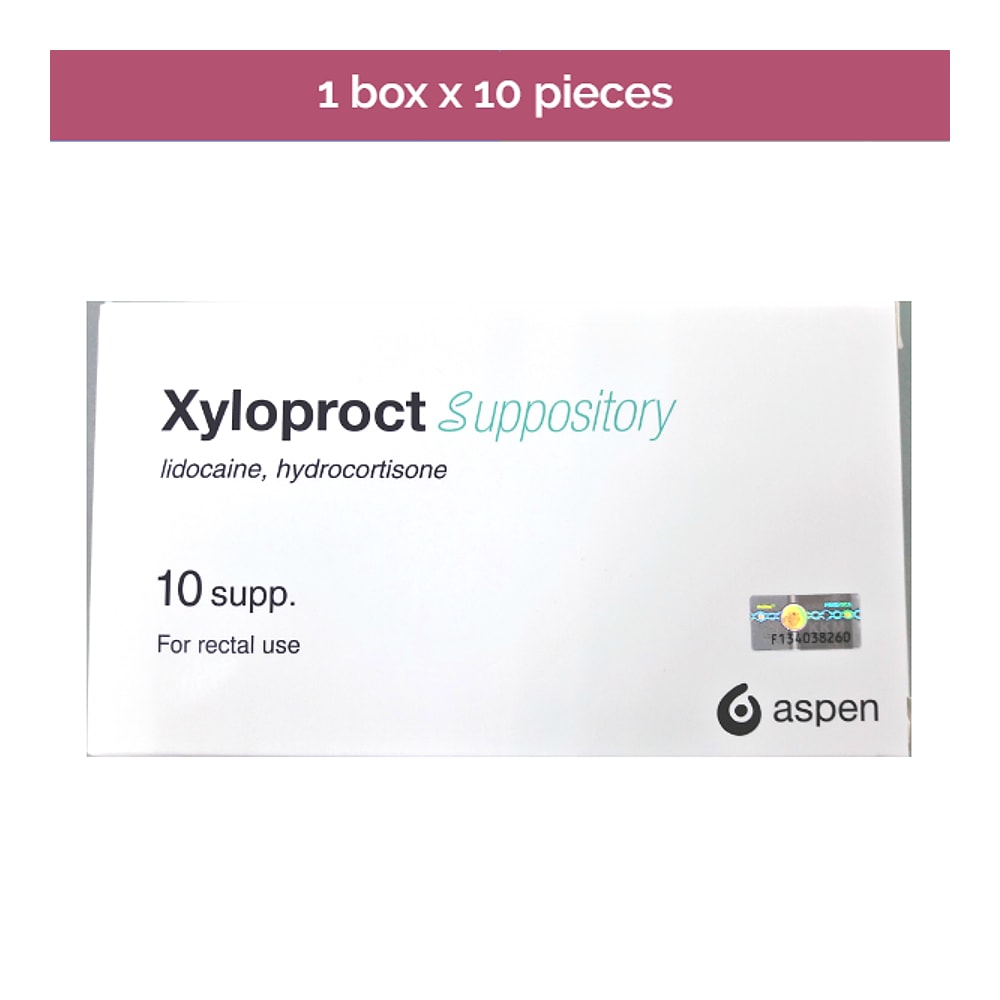 1 box x 10 pieces
Xyloproct Suppository
lidocaine, hydrocortisone
10 supp.
For rectal use
F134038260
aspen